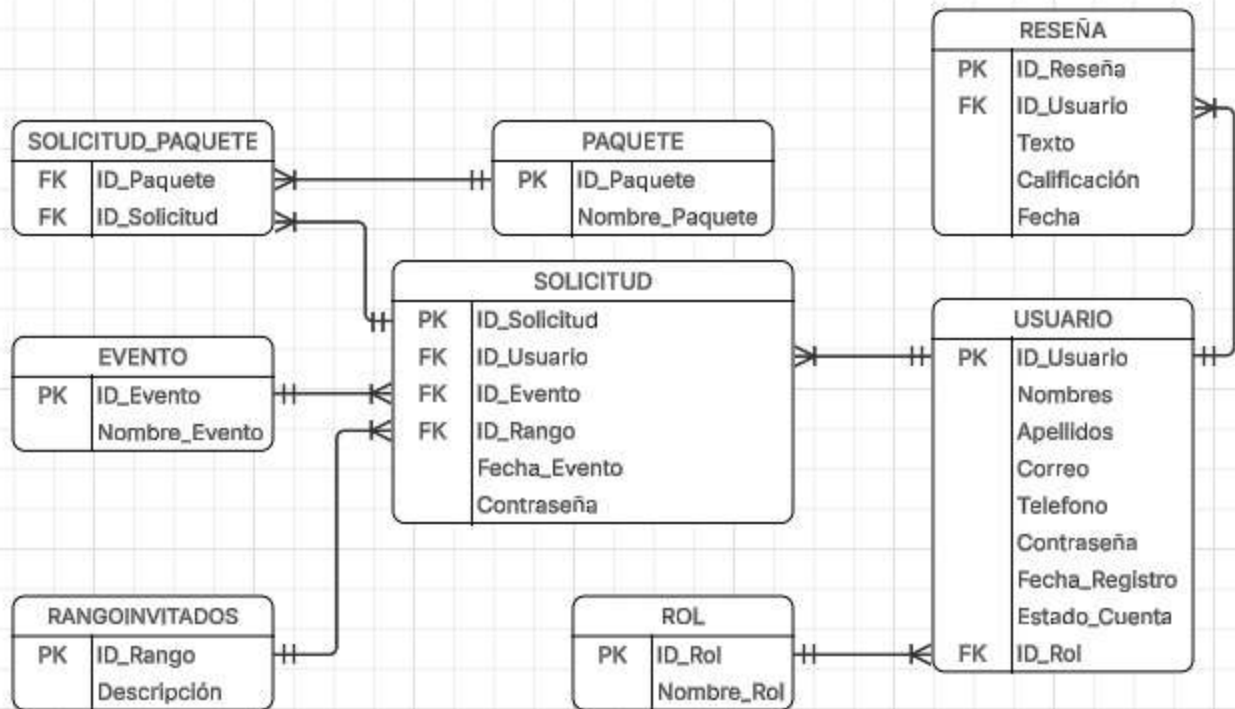 RESEÑA
PK ID_Reseña
FK ID_Usuario
Texto
Calificación
Fecha
SOLICITUD_PAQUETE
FK ID_Paquete
FK ID_Solicitud
PAQUETE
PK ID_Paquete
Nombre_Paquete
SOLICITUD
PK ID_Solicitud
FK ID_Usuario
FK ID_Evento
FK ID_Rango
Fecha_Evento
Contraseña
EVENTO
PK ID_Evento
Nombre_Evento
USUARIO
PK ID_Usuario
Nombres
Apellidos
Correo
Telefono
Contraseña
Fecha_Registro
Estado_Cuenta
FK ID_Rol
RANGOINVITADOS
PK ID_Rango
Descripción
ROL
PK ID_Rol
Nombre_Rol